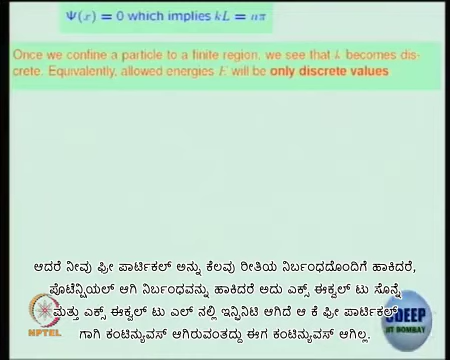 Ψ(x) = 0 which implies kL = nπ
Once we confine a particle to a finite region, we see that k becomes dis-
crete. Equivalently, allowed energies E will be only discrete values
ಆದರೆ ನೀವು ಫ್ರೀ ಪಾರ್ಟಿಕಲ್ ಅನ್ನು ಕೆಲವು ರೀತಿಯ ನಿರ್ಬಂಧದೊಂದಿಗೆ ಹಾಕಿದರೆ,
ಪೊಟೆನ್ಷಿಯಲ್ ಆಗಿ ನಿರ್ಬಂಧವನ್ನು ಹಾಕಿದರೆ ಅದು ಎಕ್ಸ್ ಈಕ್ವಲ್ ಟು ಸೊನ್ನೆ
ಮತ್ತು ಎಕ್ಸ್ ಈಕ್ವಲ್ ಟು ಎಲ್ ನಲ್ಲಿ ಇನ್ಫಿನಿಟಿ ಆಗಿದೆ ಆ ಕೆ ಫ್ರೀ ಪಾರ್ಟಿಕಲ್
ಗಾಗಿ ಕಂಟಿನ್ಯುವಸ್ ಆಗಿರುವಂತದ್ದು ಈಗ ಕಂಟಿನ್ಯುವಸ್ ಆಗಿಲ್ಲ.
NPTEL
IIT BOMBAY